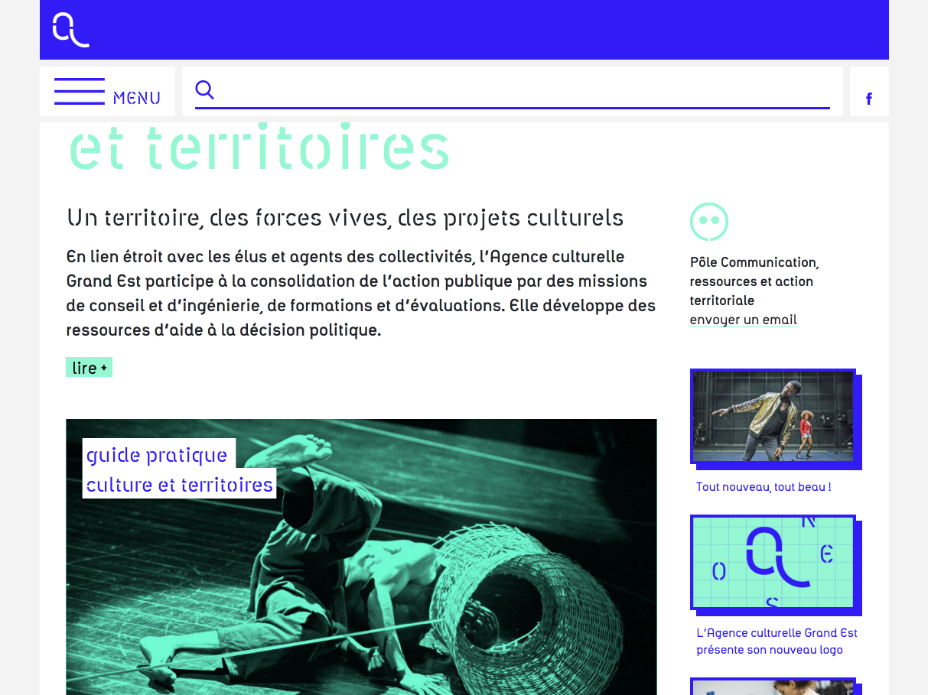 MENU
f
et territoires
Un territoire, des forces vives, des projets culturels
En lien étroit avec les élus et agents des collectivités, l'Agence culturelle
Grand Est participe à la consolidation de l'action publique par des missions
de conseil et d'ingénierie, de formations et d'évaluations. Elle développe des
ressources d'aide à la décision politique.
lire +
guide pratique
culture et territoires
Pôle Communication,
ressources et action
territoriale
envoyer un email
Tout nouveau, tout beau !
N
O E
S
L'Agence culturelle Grand Est
présente son nouveau logo